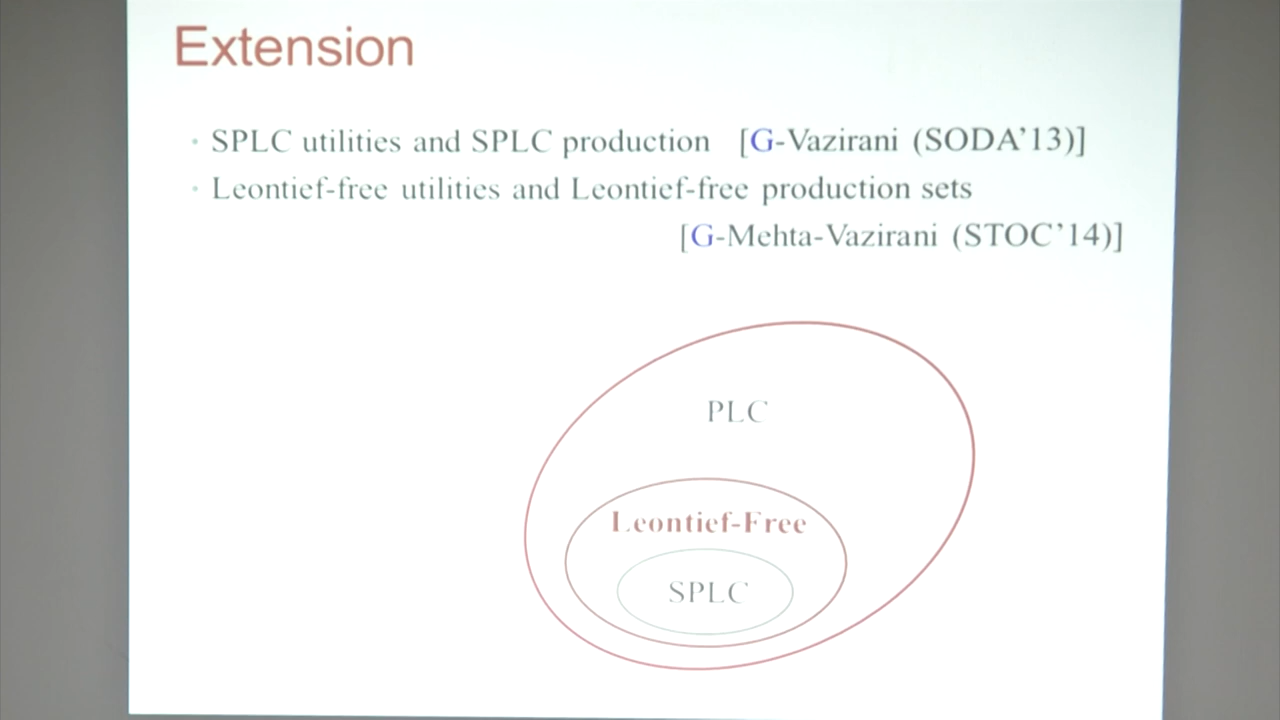 Extension
• SPLC utilities and SPLC production [G-Vazirani (SODA’13)]
• Leontief-free utilities and Leontief-free production sets
[G-Mehta-Vazirani (STOC’14)]
PLC
Leontief-Free
SPLC